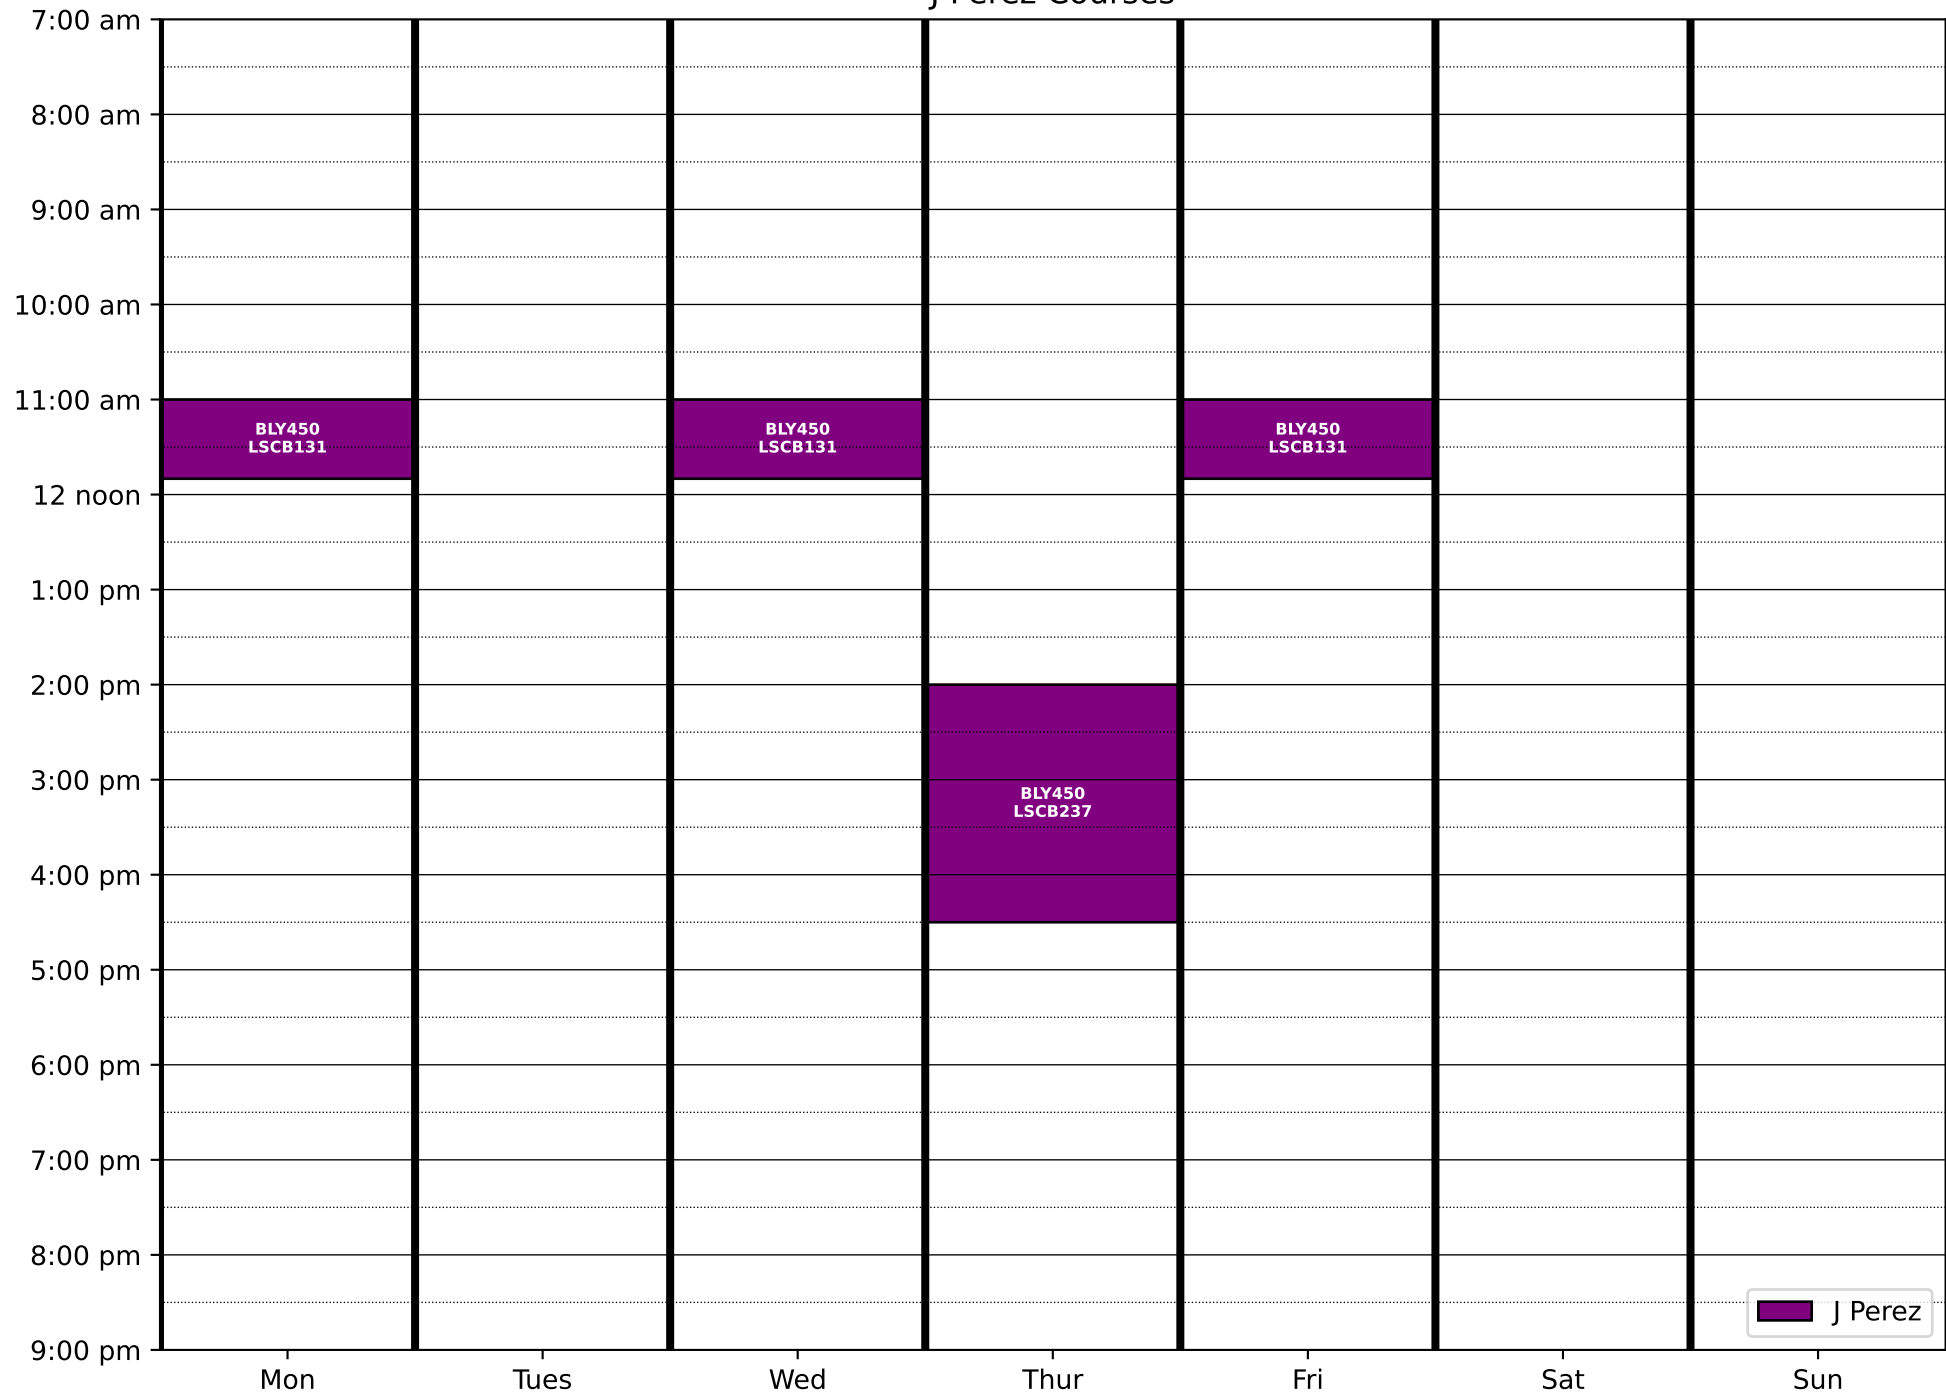 J Perez Courses
7:00 am
8:00 am
9:00 am
10:00 am
11:00 am
BLY450
LSCB131
BLY450
LSCB131
BLY450
LSCB131
12 noon
1:00 pm
2:00 pm
3:00 pm
BLY450
LSCB237
4:00 pm
5:00 pm
6:00 pm
7:00 pm
8:00 pm
J Perez
9:00 pm
Mon Tues Wed Thur Fri Sat Sun